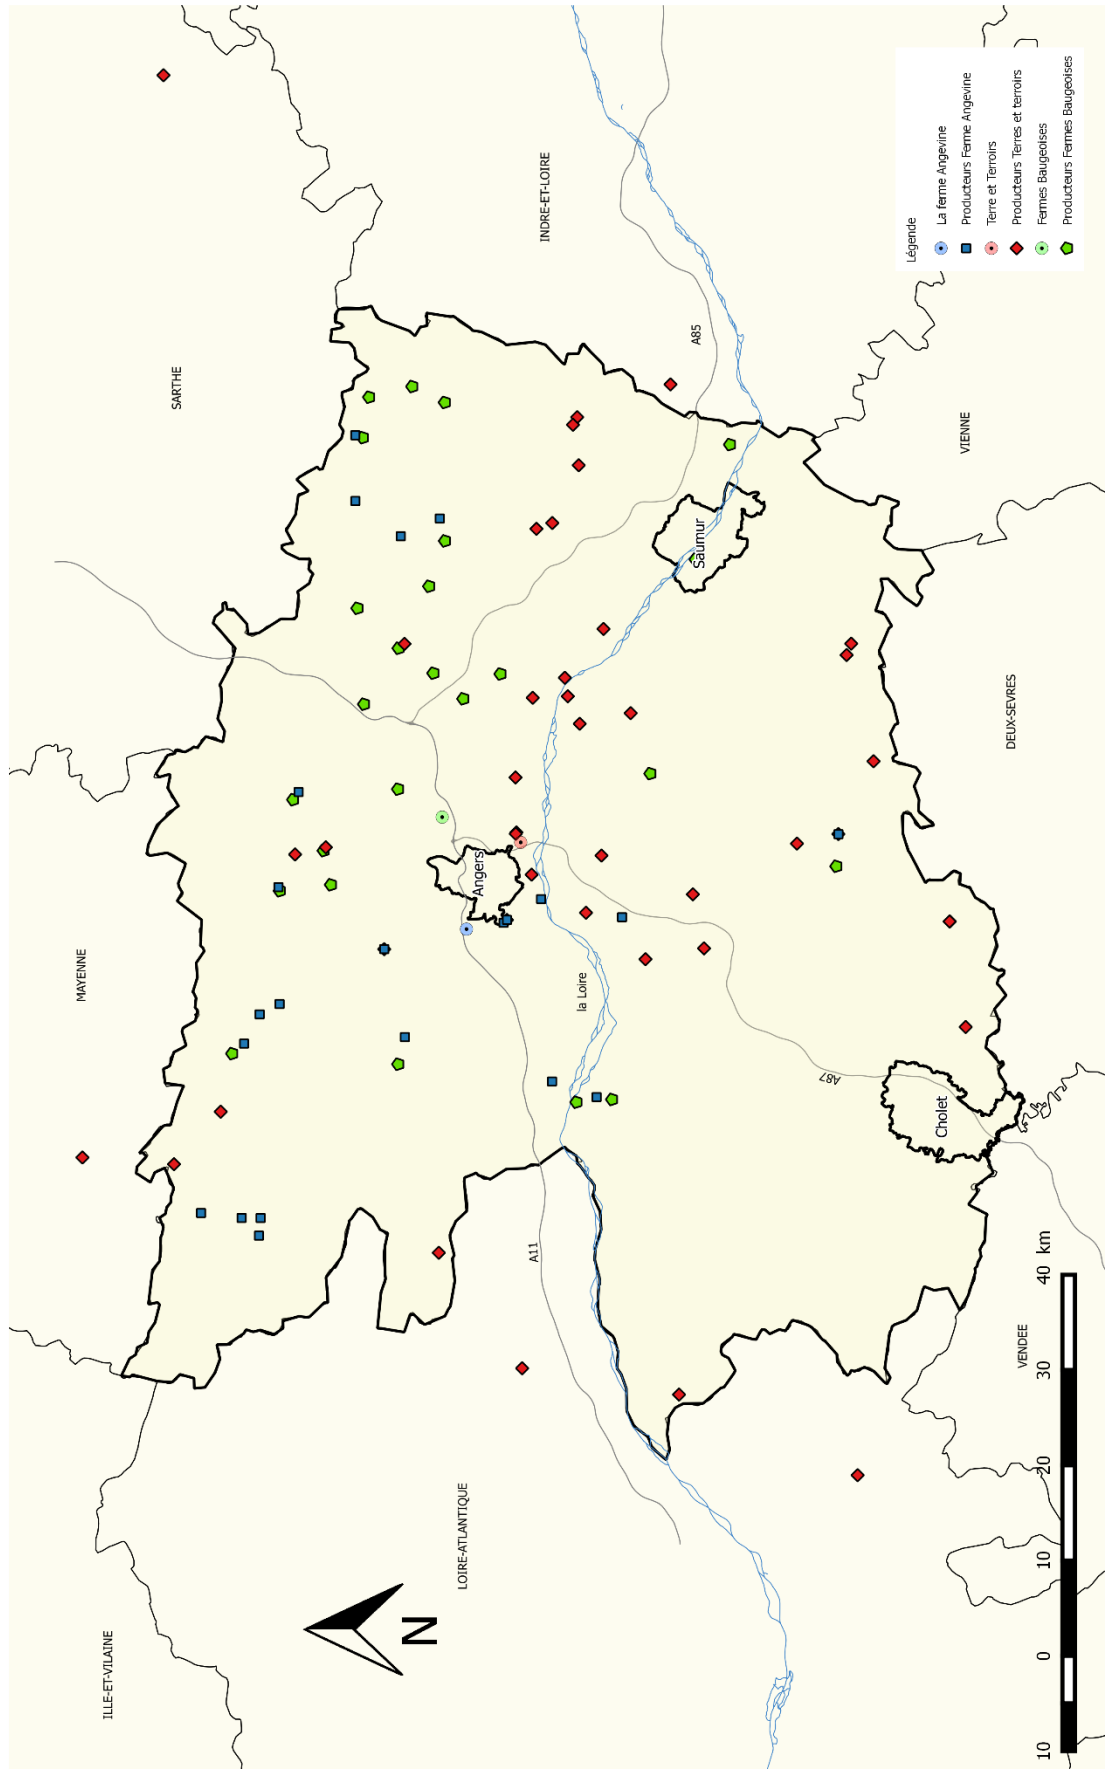 ILLE-ET-VILAINE
MAYENNE
SARTHE
LOIRE-ATLANTIQUE
INDRE-ET-LOIRE
Angers
A11
la Loire
A85
Saumur
A87
Cholet
VENDEE
DEUX-SEVRES
VIENNE
N
10 0 10 20 30 40 km
Légende
La ferme Angevine
Producteurs Ferme Angevine
Terre et Terroirs
Producteurs Terres et terroirs
Fermes Baugeoises
Producteurs Fermes Baugeoises